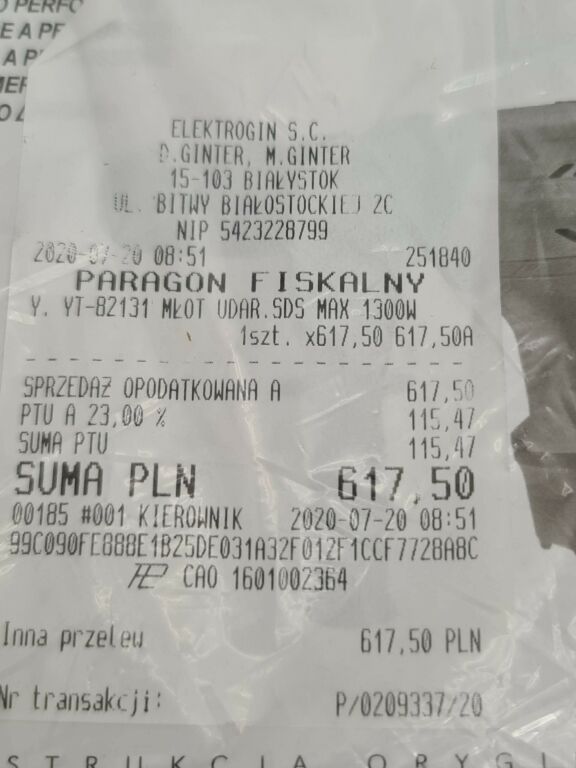 E A PE
A P
ELEKTROGIN S.C.
D.GINTER, M.GINTER
15-103 BIAŁYSTOK
UL. BITWY BIAŁOSTOCKIEJ 2C
NIP 5423228799
2020-07-20 08:51 251840
PARAGON FISKALNY
Y. YT-82131 MŁOT UDAR.SDS MAX 1300W
1szt. x617,50 617,50A
SPRZEDAŻ OPODATKOWANA A 617,50
PTU A 23,00 % 115,47
SUMA PTU 115,47
SUMA PLN 617,50
00185 #001 KIEROWNIK 2020-07-20 08:51
99C090FE888E1B25DE031A32F012F1CCF7728A8C
CAO 1601002364
Inna przelew 617,50 PLN
Nr transakcji: P/0209337/20
STRUKCJA ORYGI